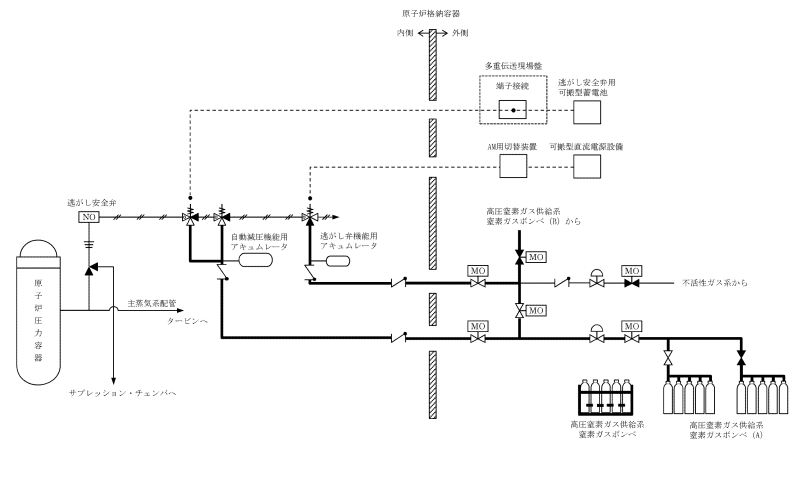 原子炉格納容器
内側
外側
多重伝送現場盤
端子接続
逃がし安全弁用
可搬型蓄電池
AM用切替装置
可搬型直流電源設備
逃がし安全弁
NO
高圧窒素ガス供給系
窒素ガスボンベ（B）から
自動減圧機能用
アキュムレータ
逃がし弁機能用
アキュムレータ
MO
MO
MO
不活性ガス系から
原子炉圧力容器
主蒸気系配管
タービンへ
MO
MO
MO
サプレッション・チェンバへ
高圧窒素ガス供給系
窒素ガスボンベ
高圧窒素ガス供給系
窒素ガスボンベ（A）